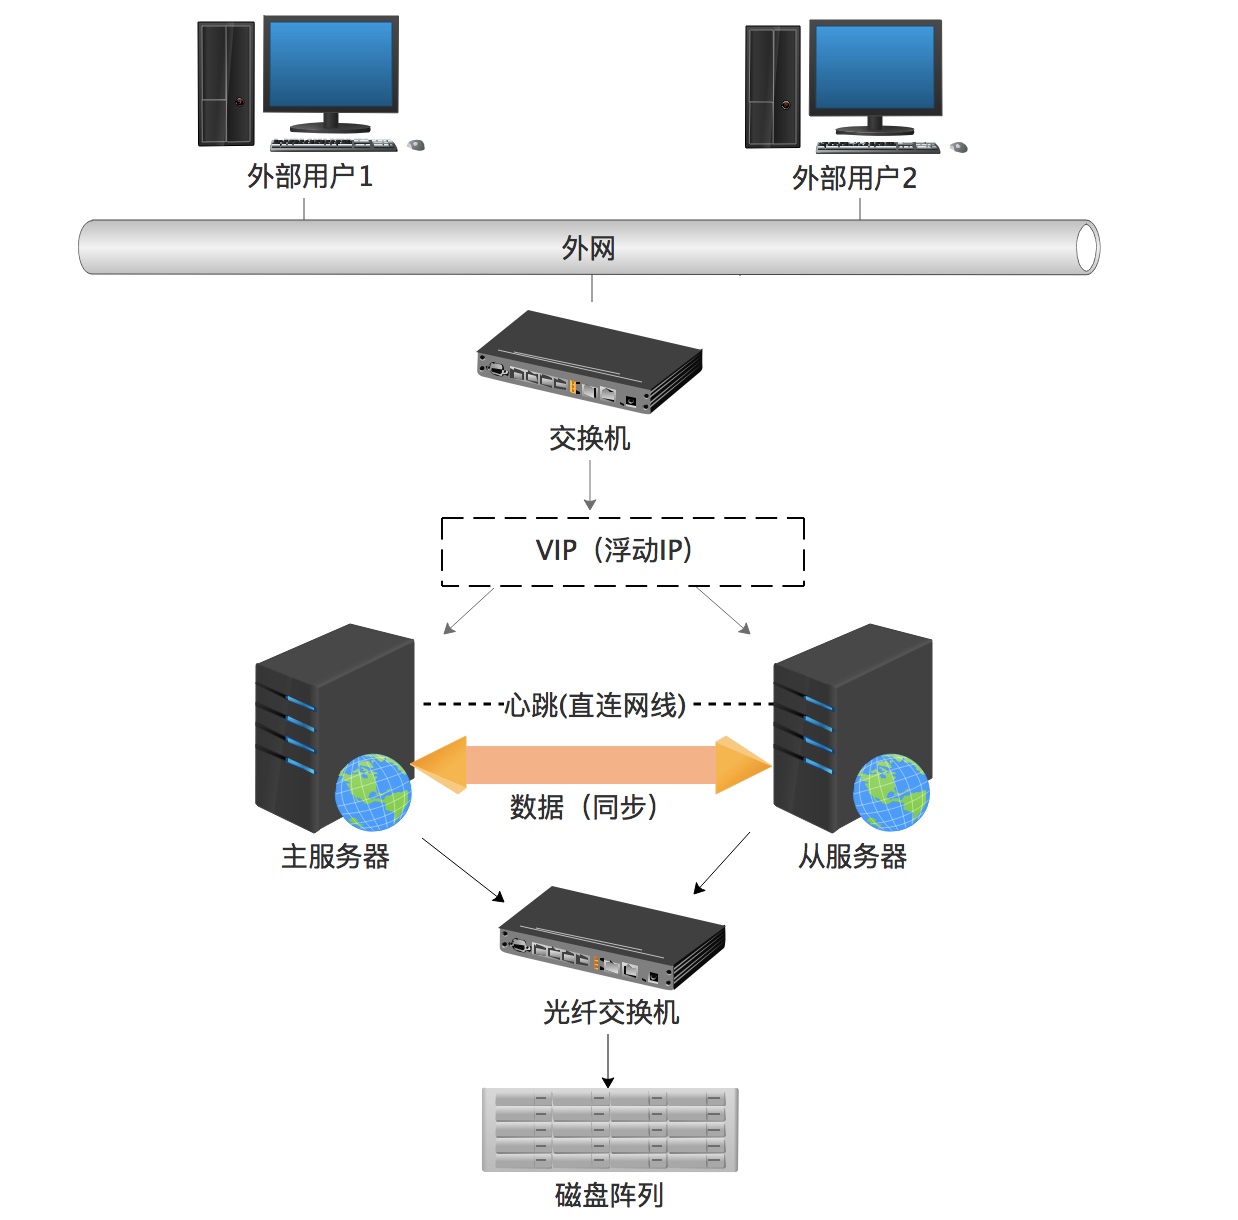 外部用户1
外部用户2
外网
交换机
VIP（浮动IP）
心跳(直连网线)
数据（同步）
主服务器
从服务器
光纤交换机
磁盘阵列